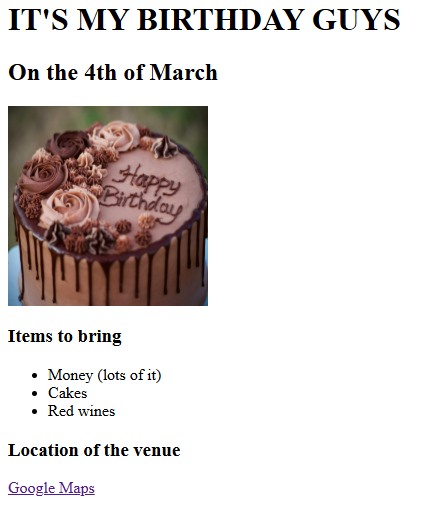 IT'S MY BIRTHDAY GUYS
On the 4th of March
Happy
Birthday
Items to bring
Money (lots of it)
Cakes
Red wines
Location of the venue
Google Maps